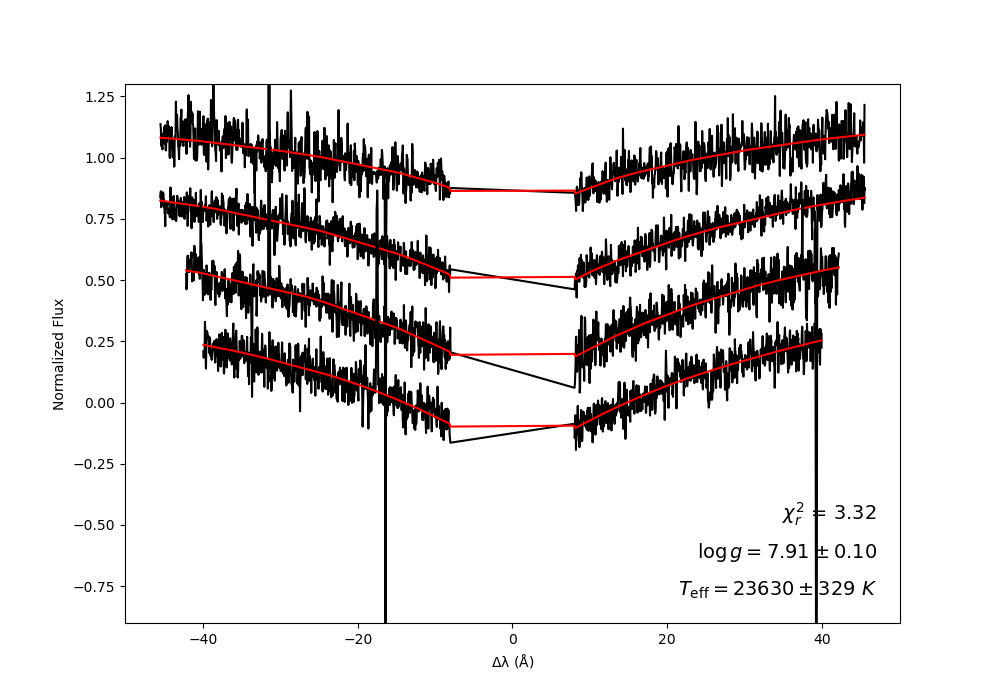 1.25
1.00
0.75
0.50
0.25
0.00
−0.25
−0.50
−0.75
Normalized Flux
χ²ᵣ = 3.32
log g = 7.91 ± 0.10
T_eff = 23630 ± 329 K
−40 −20 0 20 40
Δλ (Å)